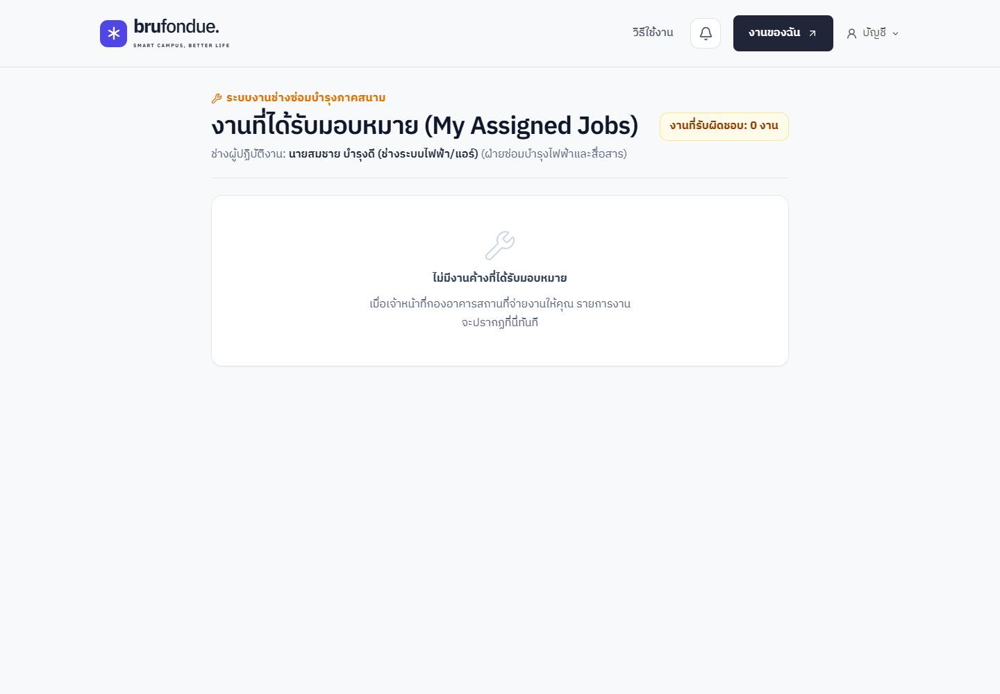 brufondue.
SMART CAMPUS, BETTER LIFE
วิธีใช้งาน
งานของฉัน
บัญชี
ระบบงานช่างซ่อมบำรุงภาคสนาม
งานที่ได้รับมอบหมาย (My Assigned Jobs)
งานที่รับผิดชอบ: 0 งาน
ช่างผู้ปฏิบัติงาน: นายสมชาย บำรุงดี (ช่างระบบไฟฟ้า/แอร์) (ฝ่ายซ่อมบำรุงไฟฟ้าและสื่อสาร)
ไม่มีงานค้างที่ได้รับมอบหมาย
เมื่อเจ้าหน้าที่กองอาคารสถานที่จ่ายงานให้คุณ รายการงาน
จะปรากฏที่นี่ทันที